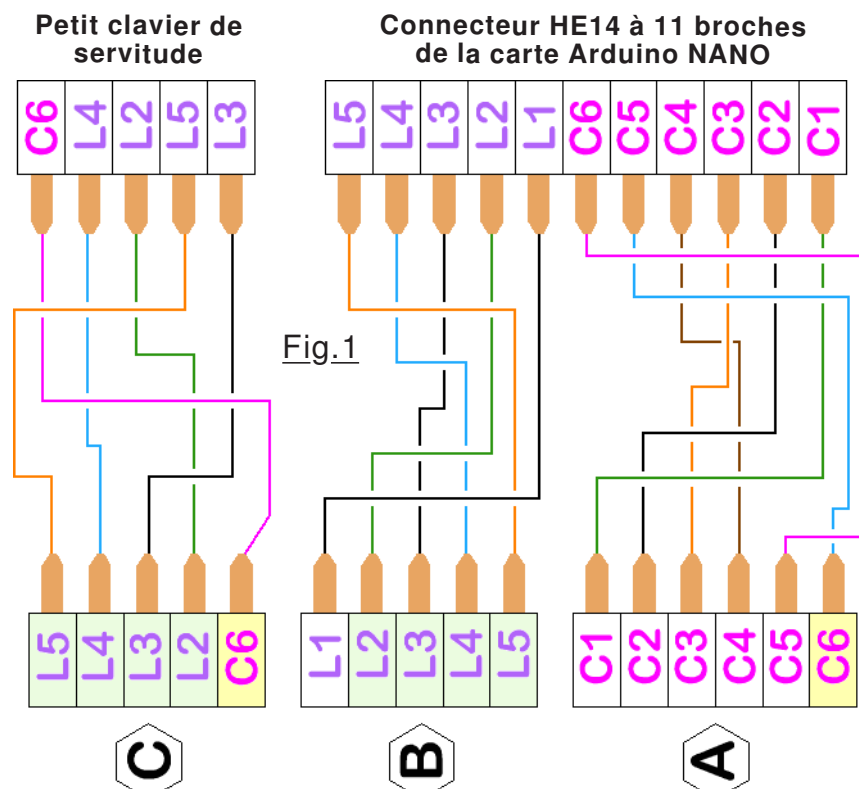 Petit clavier de
servitude
Connecteur HE14 à 11 broches
de la carte Arduino NANO
C6 L4 L2 L5 L3
L5 L4 L3 L2 L1 C6 C5 C4 C3 C2 C1
Fig.1
L5 L4 L3 L2 C6
L1 L2 L3 L4 L5
C1 C2 C3 C4 C5 C6
C
B
A